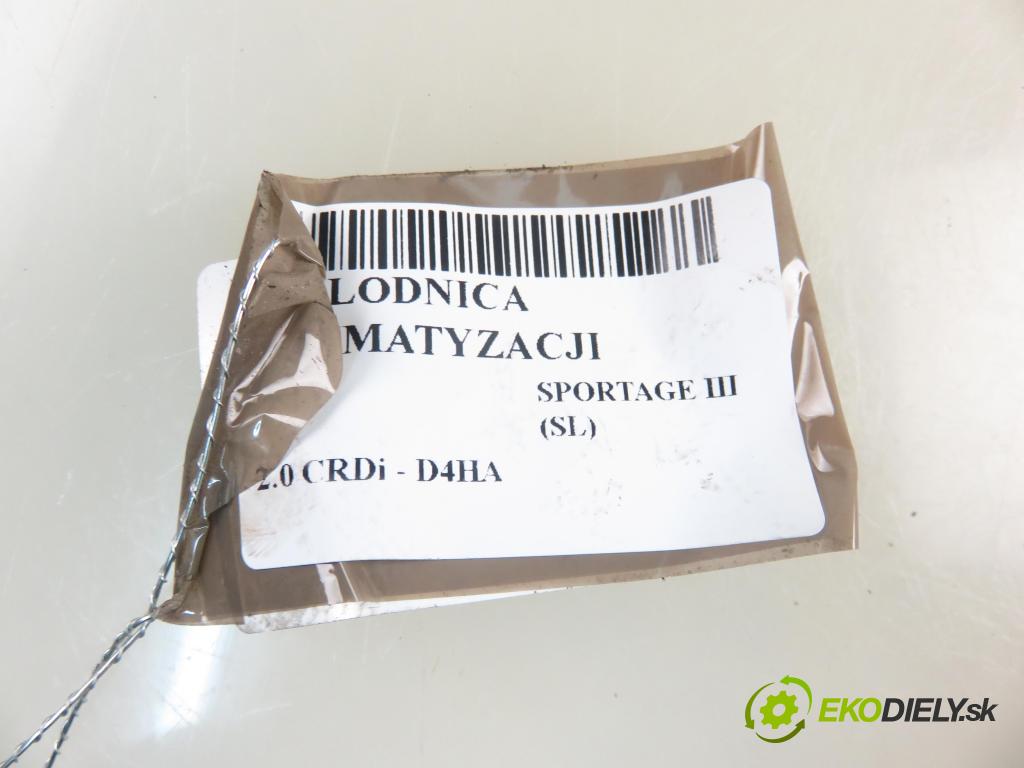 LODNICA
MATYZACJI
SPORTAGE III
(SL)
2.0 CRDi - D4HA
EKODIELY.sk